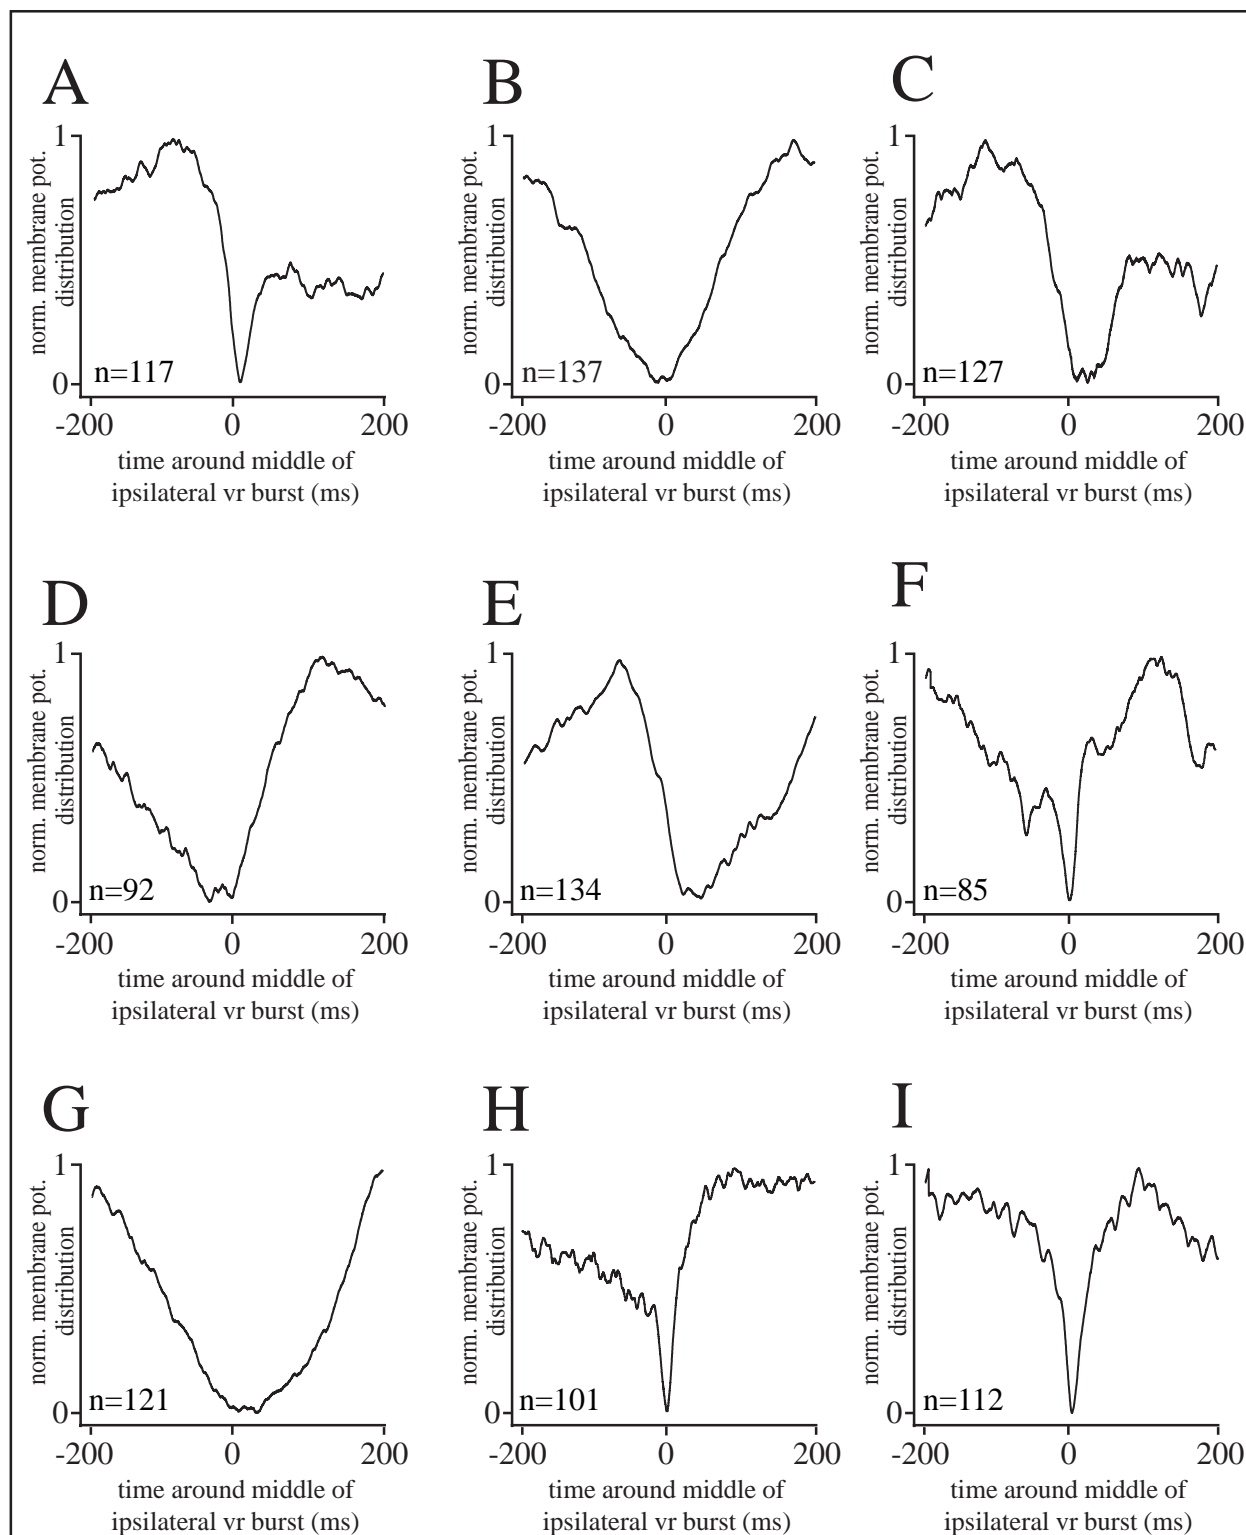 A
norm. membrane pot.
distribution
1
0
n=117
-200 0 200
time around middle of
ipsilateral vr burst (ms)
B
norm. membrane pot.
distribution
1
0
n=137
-200 0 200
time around middle of
ipsilateral vr burst (ms)
C
norm. membrane pot.
distribution
1
0
n=127
-200 0 200
time around middle of
ipsilateral vr burst (ms)
D
norm. membrane pot.
distribution
1
0
n=92
-200 0 200
time around middle of
ipsilateral vr burst (ms)
E
norm. membrane pot.
distribution
1
0
n=134
-200 0 200
time around middle of
ipsilateral vr burst (ms)
F
norm. membrane pot.
distribution
1
0
n=85
-200 0 200
time around middle of
ipsilateral vr burst (ms)
G
norm. membrane pot.
distribution
1
0
n=121
-200 0 200
time around middle of
ipsilateral vr burst (ms)
H
norm. membrane pot.
distribution
1
0
n=101
-200 0 200
time around middle of
ipsilateral vr burst (ms)
I
norm. membrane pot.
distribution
1
0
n=112
-200 0 200
time around middle of
ipsilateral vr burst (ms)